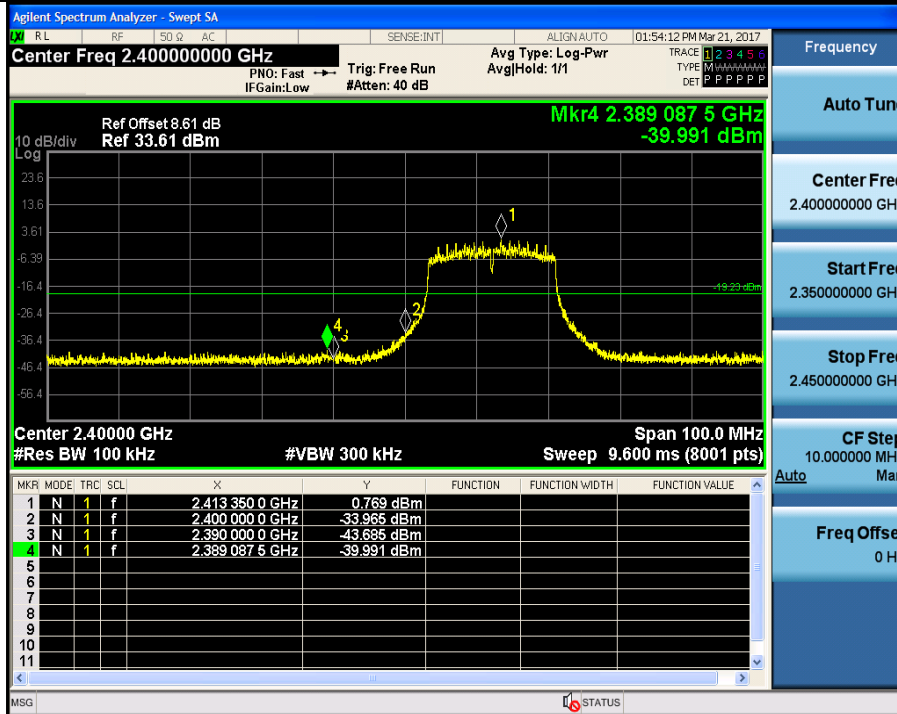 Agilent Spectrum Analyzer - Swept SA
LXI RL RF 50 Ω AC SENSE:INT ALIGN AUTO 01:54:12 PM Mar 21, 2017
Center Freq 2.400000000 GHz
PNO: Fast
IFGain:Low
Trig: Free Run
#Atten: 40 dB
Avg Type: Log-Pwr
Avg|Hold: 1/1
TRACE 1 2 3 4 5 6
TYPE MWWWWW
DET P P P P P P
Mkr4 2.389 087 5 GHz
-39.991 dBm
Ref Offset 8.61 dB
10 dB/div Ref 33.61 dBm
Log
23.6
13.6
3.61
-6.39
-16.4
-26.4
-36.4
-46.4
-56.4
1
2
3
4
-19.23 dBm
Center 2.40000 GHz Span 100.0 MHz
#Res BW 100 kHz #VBW 300 kHz Sweep 9.600 ms (8001 pts)
MKR MODE TRC SCL X Y FUNCTION FUNCTION WIDTH FUNCTION VALUE
1 N 1 f 2.413 350 0 GHz 0.769 dBm
2 N 1 f 2.400 000 0 GHz -33.965 dBm
3 N 1 f 2.390 000 0 GHz -43.685 dBm
4 N 1 f 2.389 087 5 GHz -39.991 dBm
5
6
7
8
9
10
11
MSG STATUS
Frequency
Auto Tun
Center Fre
2.400000000 GH
Start Fre
2.350000000 GH
Stop Fre
2.450000000 GH
CF Ste
10.000000 MH
Auto Ma
Freq Offse
0 H